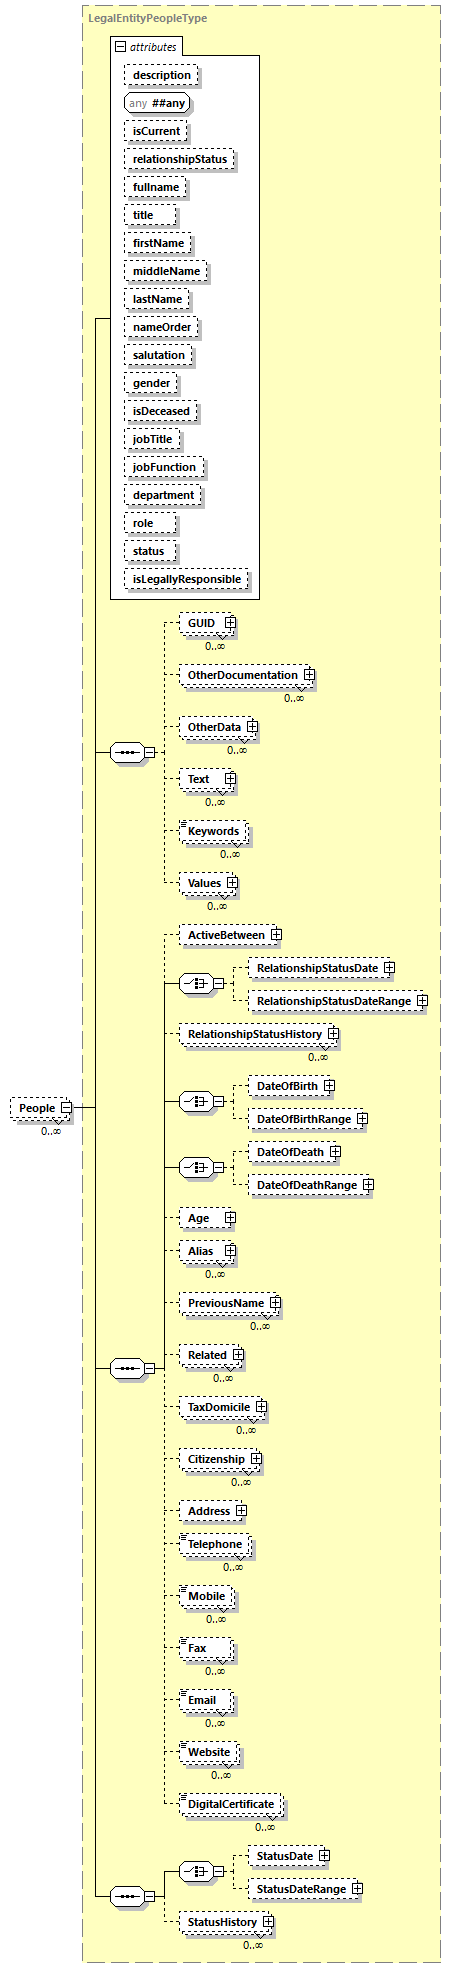 LegalEntityPeopleType
attributes
description
any ##any
isCurrent
relationshipStatus
fullname
title
firstName
middleName
lastName
nameOrder
salutation
gender
isDeceased
jobTitle
jobFunction
department
role
status
isLegallyResponsible
GUID
0..∞
OtherDocumentation
0..∞
OtherData
0..∞
Text
0..∞
Keywords
0..∞
Values
0..∞
ActiveBetween
RelationshipStatusDate
RelationshipStatusDateRange
RelationshipStatusHistory
0..∞
DateOfBirth
People
0..∞
DateOfBirthRange
DateOfDeath
DateOfDeathRange
Age
Alias
0..∞
PreviousName
0..∞
Related
0..∞
TaxDomicile
0..∞
Citizenship
0..∞
Address
Telephone
0..∞
Mobile
0..∞
Fax
0..∞
Email
0..∞
Website
0..∞
DigitalCertificate
0..∞
StatusDate
StatusDateRange
StatusHistory
0..∞